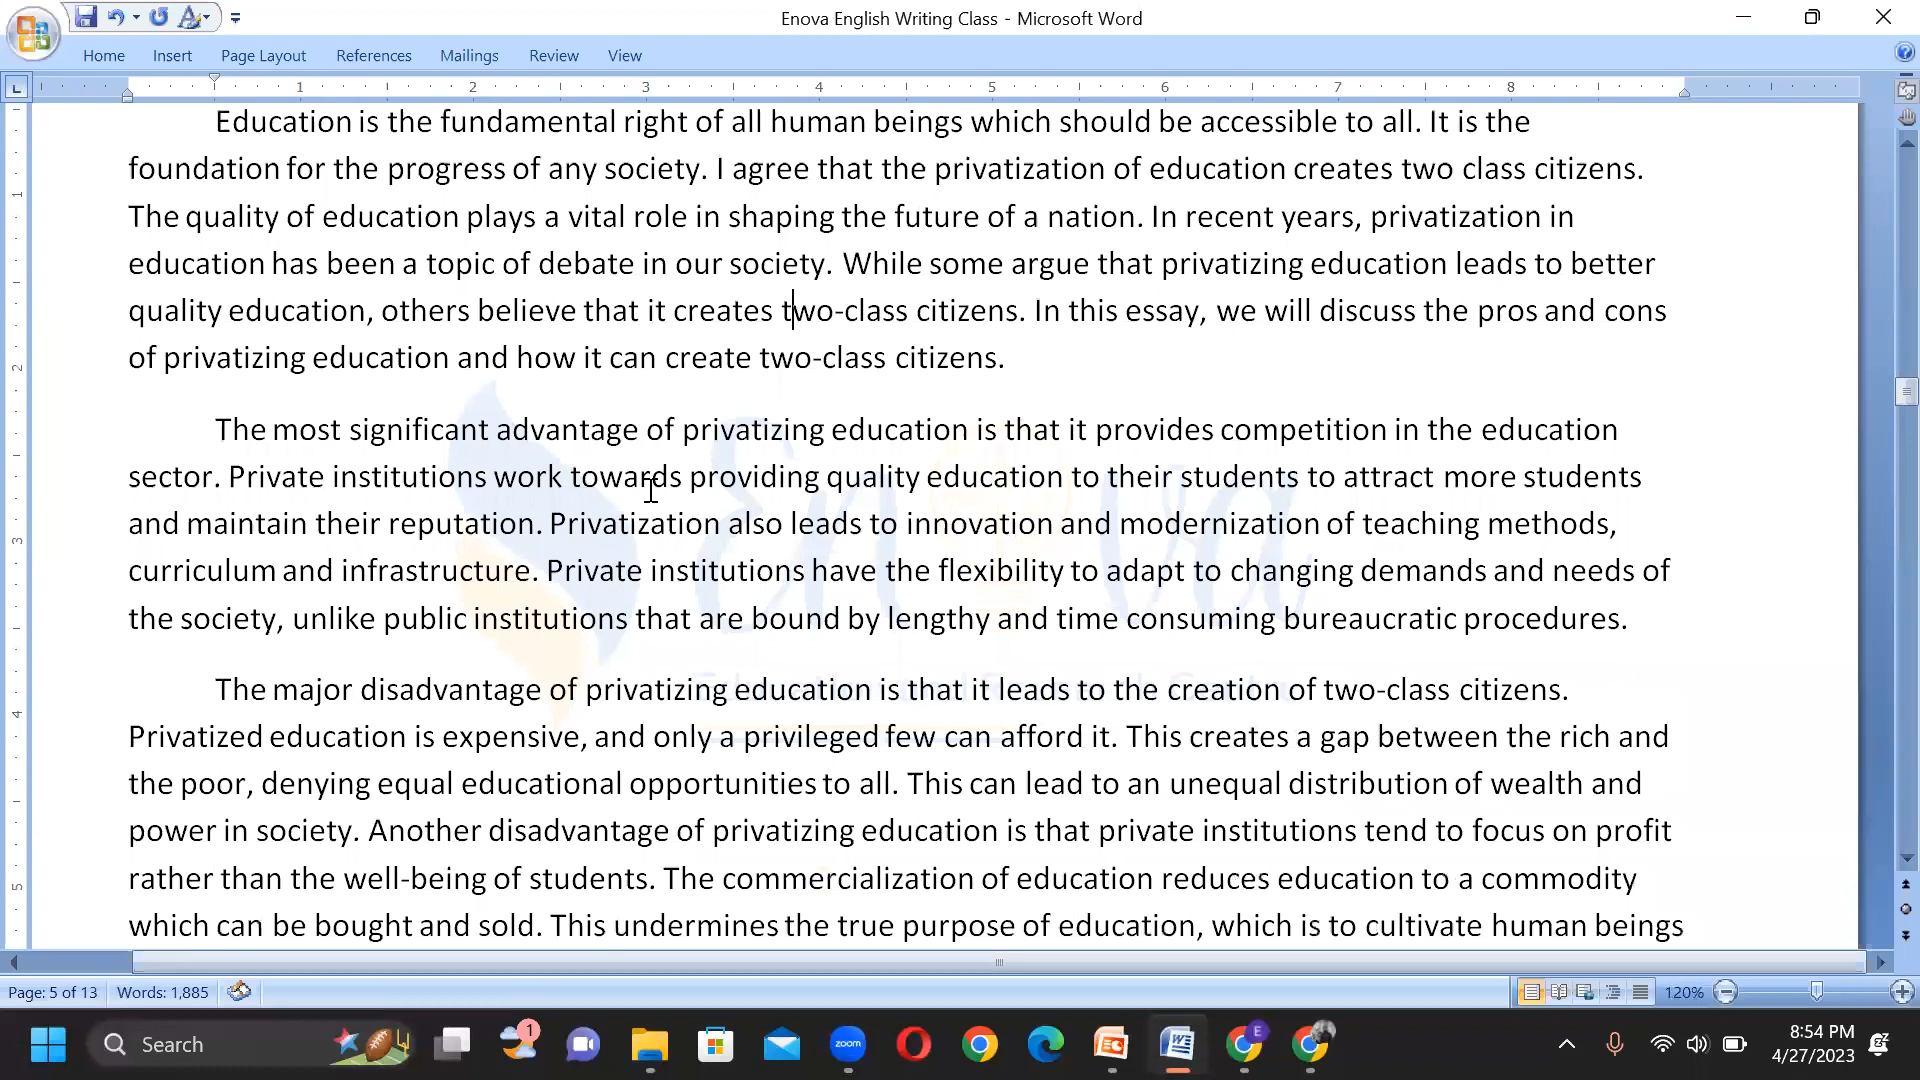 Enova English Writing Class - Microsoft Word
Home Insert Page Layout References Mailings Review View
1 2 3 4 5 6 7 8
Education is the fundamental right of all human beings which should be accessible to all. It is the
foundation for the progress of any society. I agree that the privatization of education creates two class citizens.
The quality of education plays a vital role in shaping the future of a nation. In recent years, privatization in
education has been a topic of debate in our society. While some argue that privatizing education leads to better
quality education, others believe that it creates two-class citizens. In this essay, we will discuss the pros and cons
of privatizing education and how it can create two-class citizens.
The most significant advantage of privatizing education is that it provides competition in the education
sector. Private institutions work towards providing quality education to their students to attract more students
and maintain their reputation. Privatization also leads to innovation and modernization of teaching methods,
curriculum and infrastructure. Private institutions have the flexibility to adapt to changing demands and needs of
the society, unlike public institutions that are bound by lengthy and time consuming bureaucratic procedures.
The major disadvantage of privatizing education is that it leads to the creation of two-class citizens.
Privatized education is expensive, and only a privileged few can afford it. This creates a gap between the rich and
the poor, denying equal educational opportunities to all. This can lead to an unequal distribution of wealth and
power in society. Another disadvantage of privatizing education is that private institutions tend to focus on profit
rather than the well-being of students. The commercialization of education reduces education to a commodity
which can be bought and sold. This undermines the true purpose of education, which is to cultivate human beings
Page: 5 of 13 Words: 1,885 120%
Search 1 zoom E 8:54 PM
4/27/2023